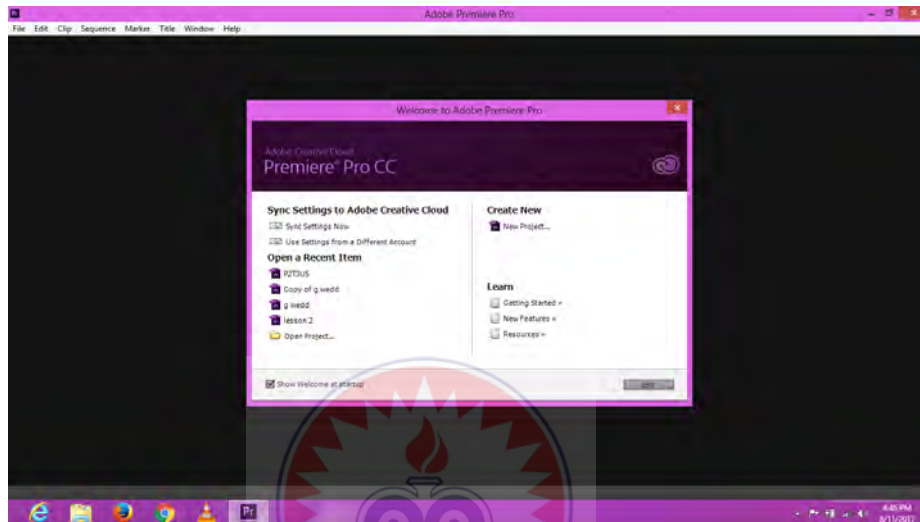 Adobe Premiere Pro
File Edit Clip Sequence Marker Title Window Help
Welcome to Adobe Premiere Pro
Adobe Creative Cloud
Premiere® Pro CC
Sync Settings to Adobe Creative Cloud
Sync Settings Now
Use Settings from a Different Account
Open a Recent Item
Copy of g wedd
g wedd
lesson 2
Open Project...
Create New
New Project...
Learn
Getting Started »
New Features »
Resources »
Show Welcome at startup
Exit
Pr
4:45 PM